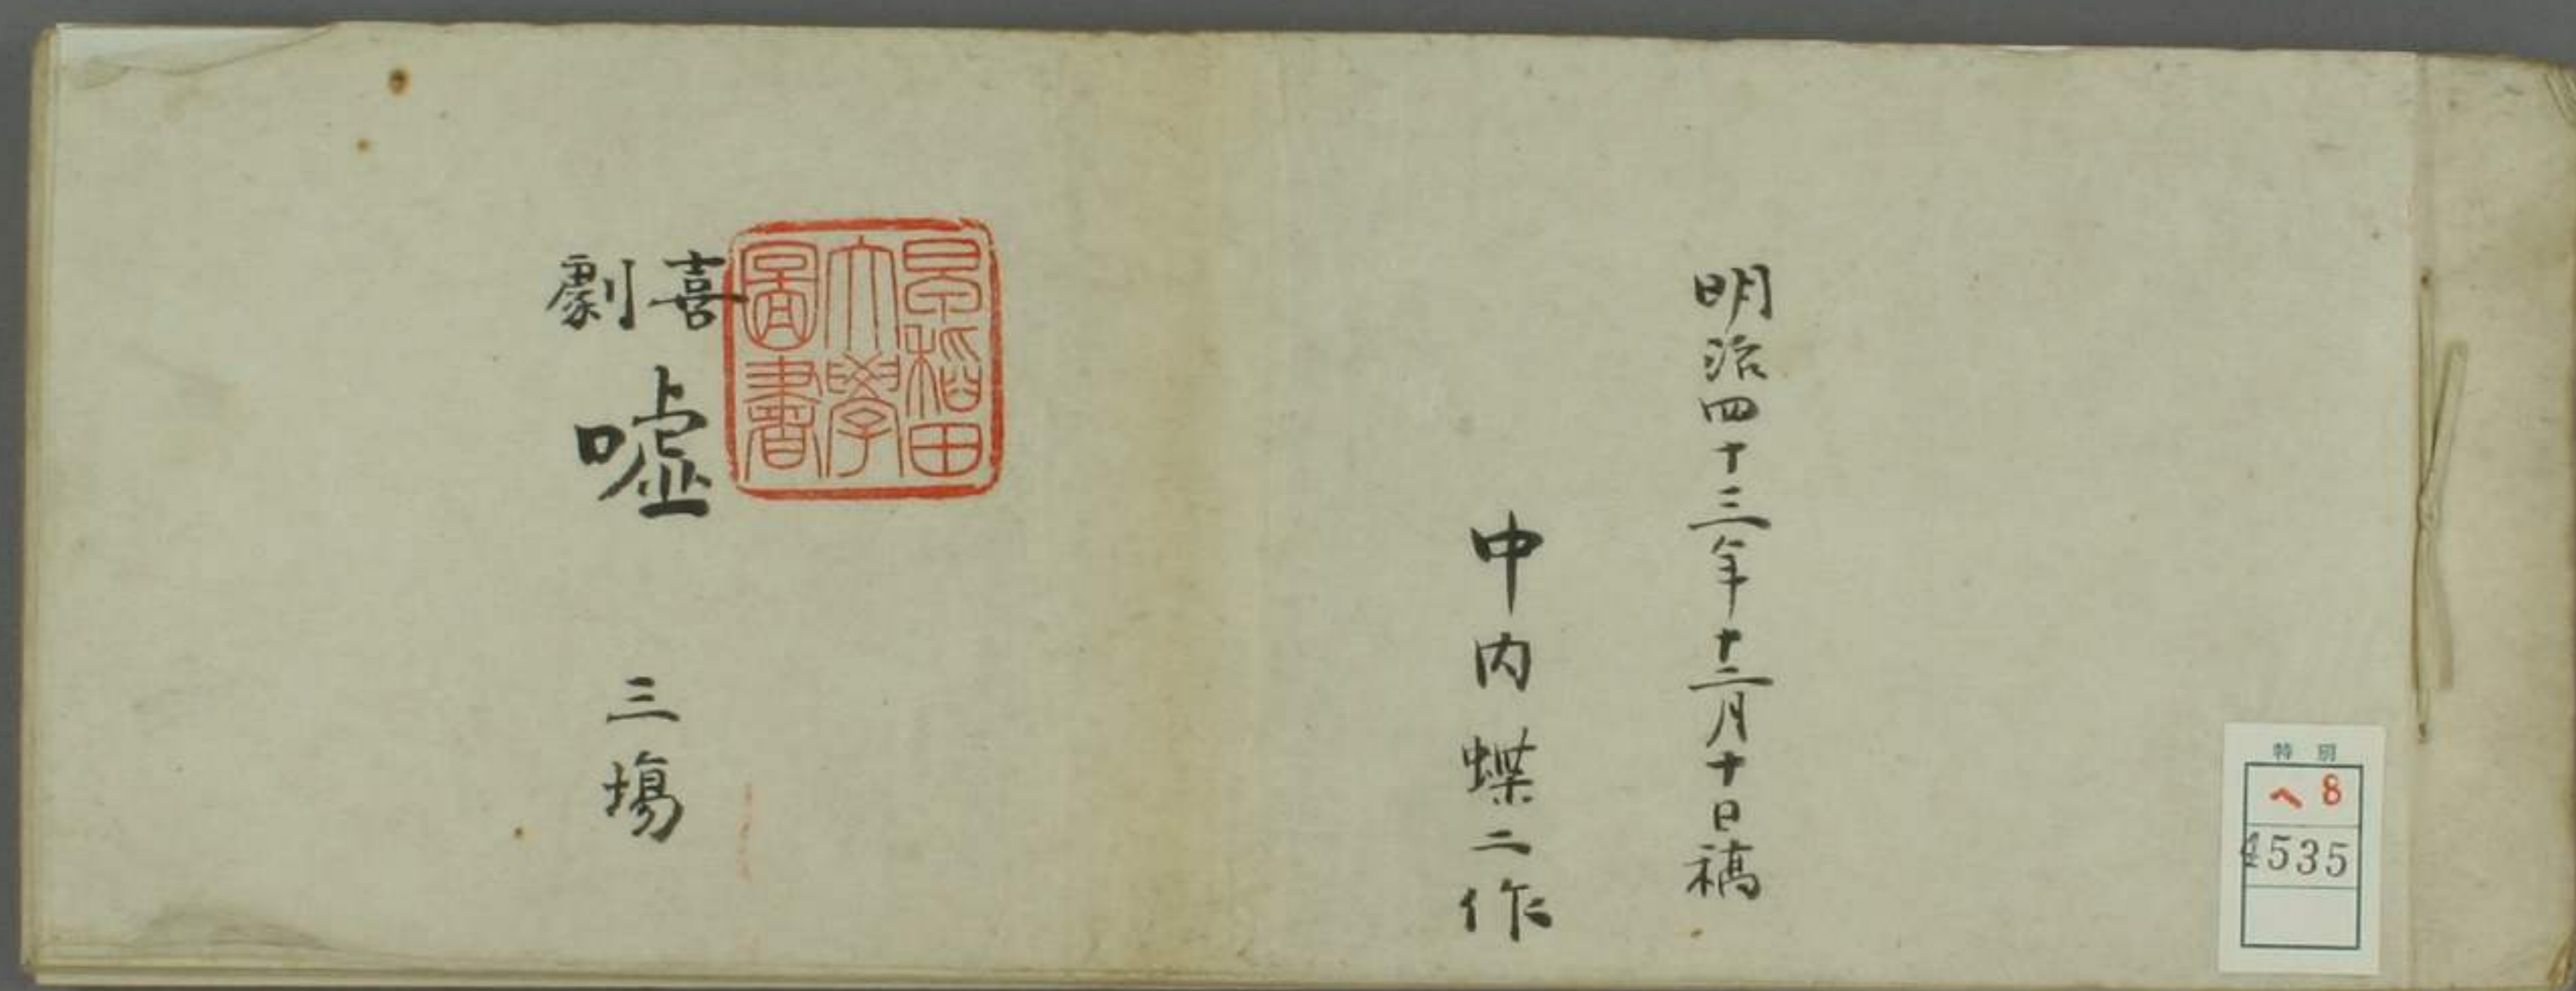 明治四十三年十二月十日稿
中内蝶二作
早稲田
大學
圖書
喜劇
嘘
三場
特別
ヘ8
4535